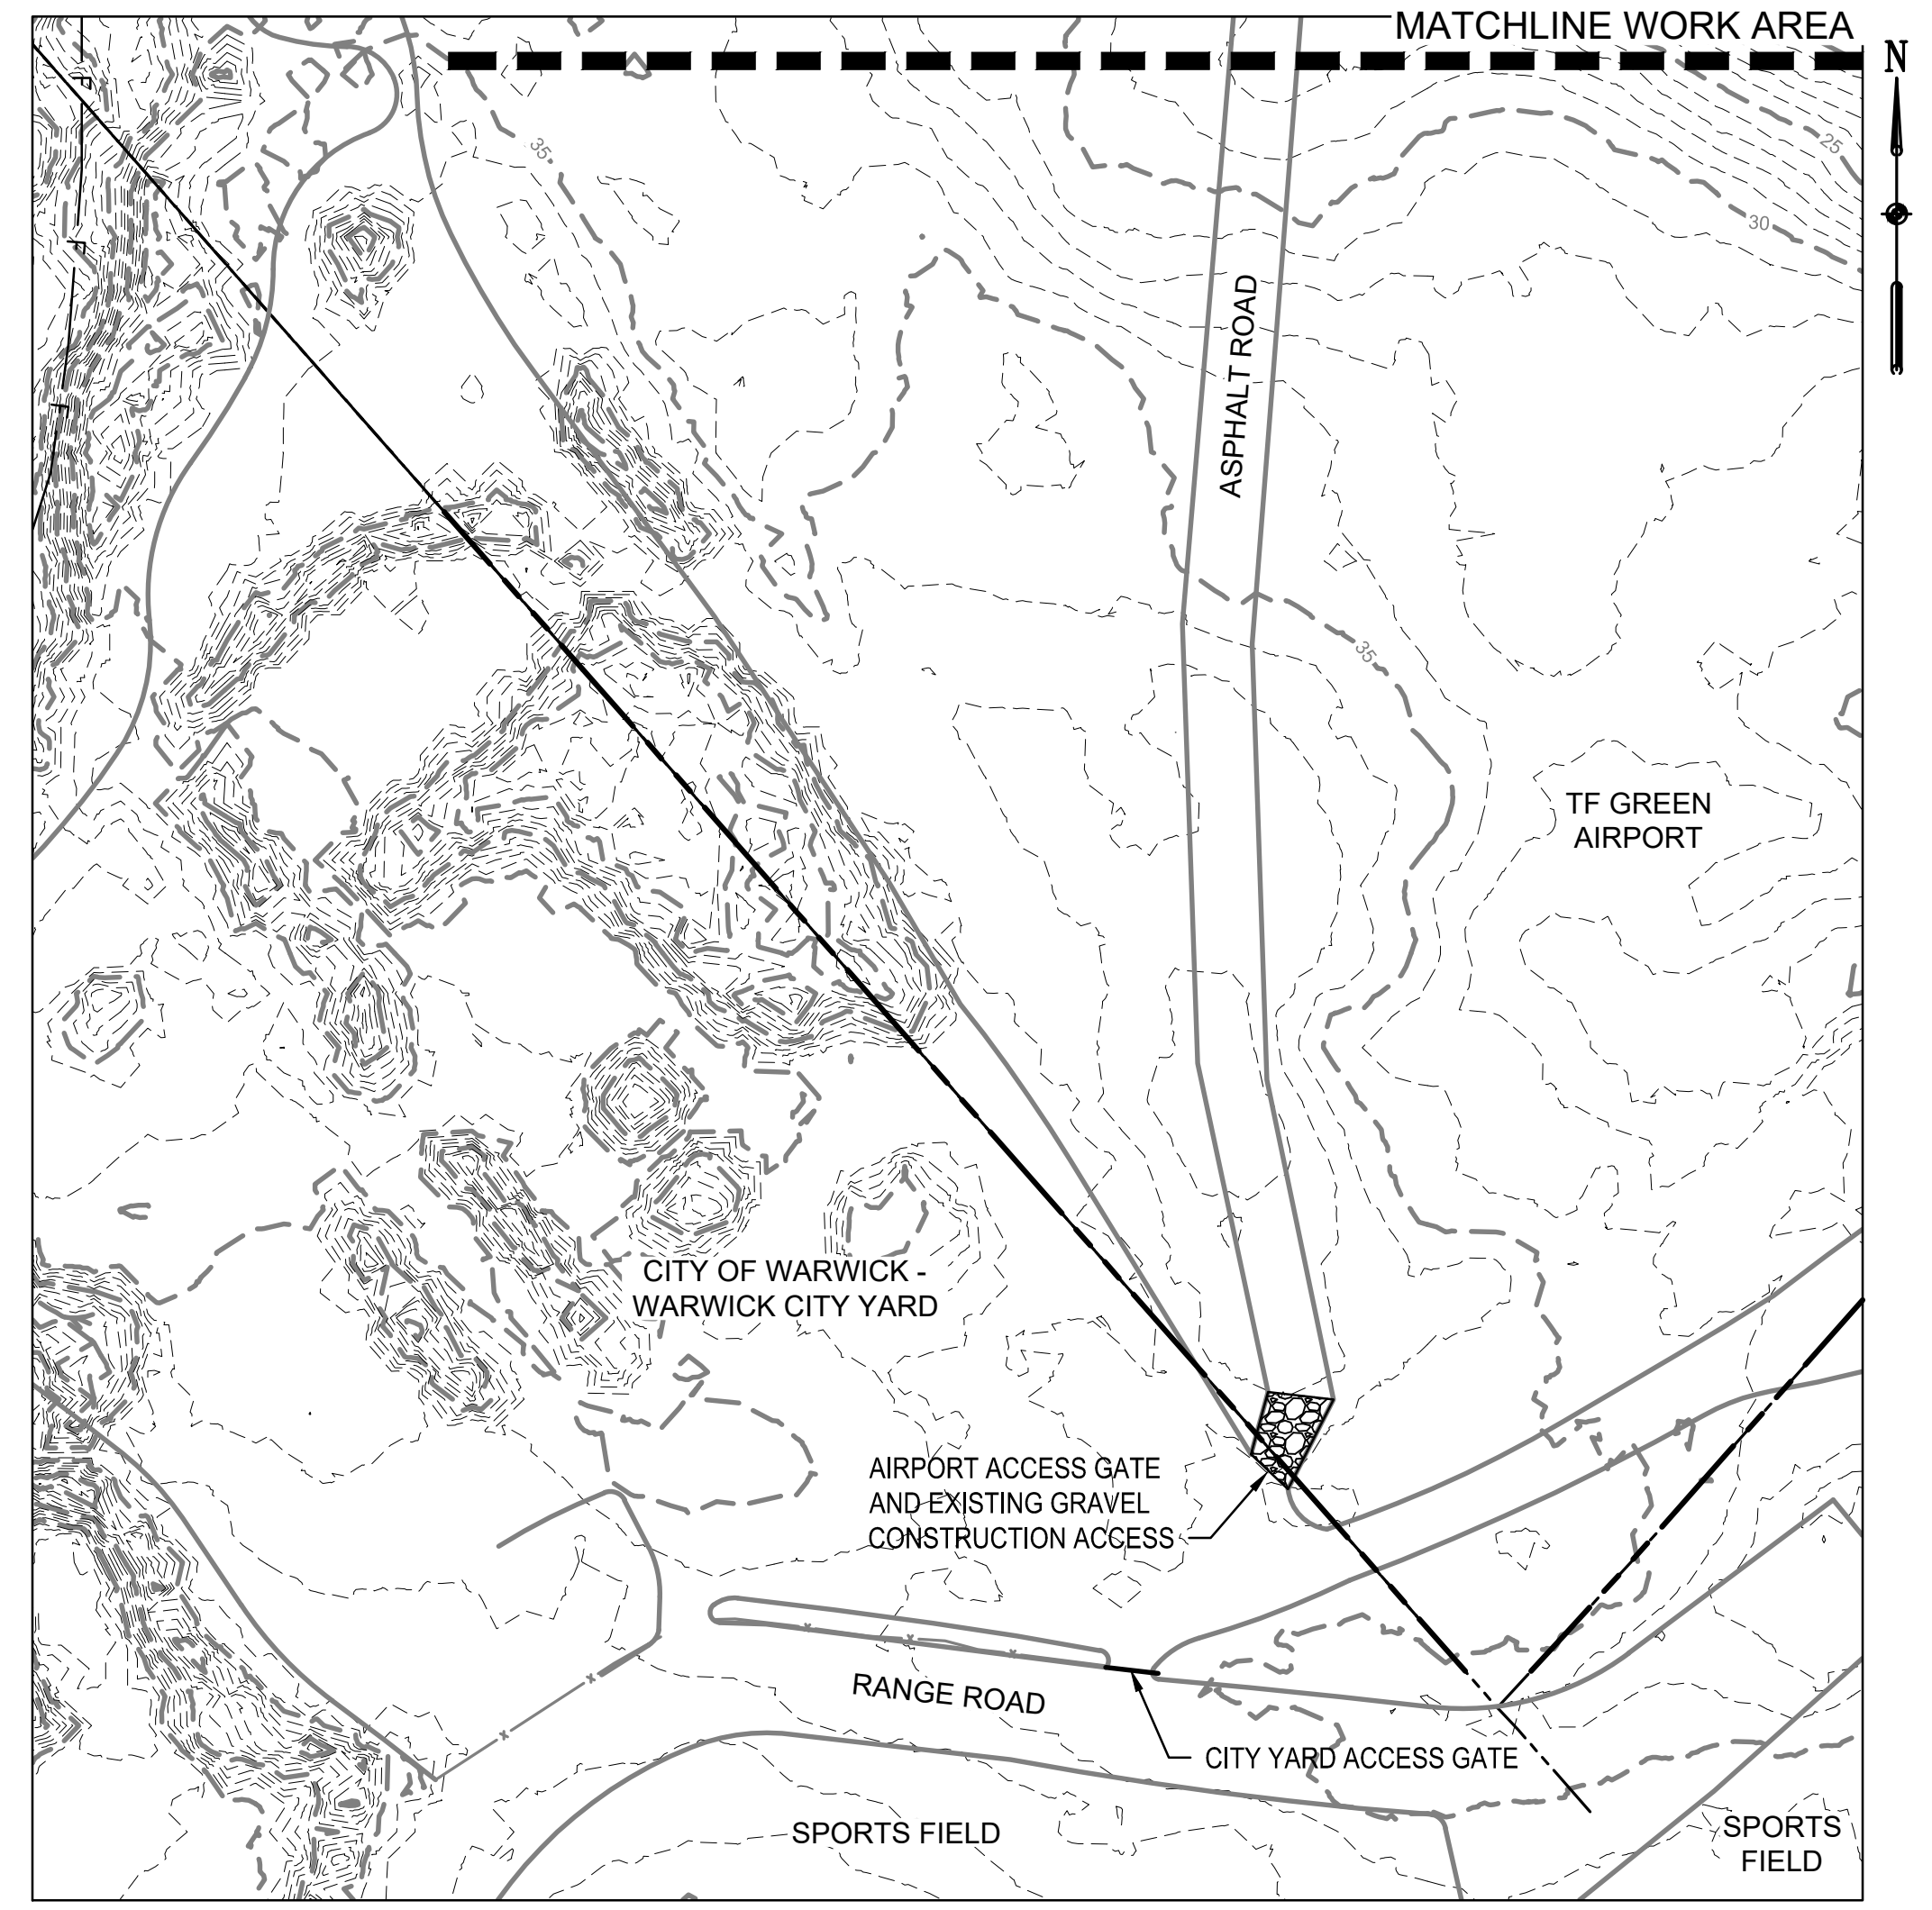 MATCHLINE WORK AREA
N
35
25
30
ASPHALT ROAD
35
TF GREEN
AIRPORT
CITY OF WARWICK -
WARWICK CITY YARD
AIRPORT ACCESS GATE
AND EXISTING GRAVEL
CONSTRUCTION ACCESS
RANGE ROAD
CITY YARD ACCESS GATE
SPORTS FIELD
SPORTS
FIELD